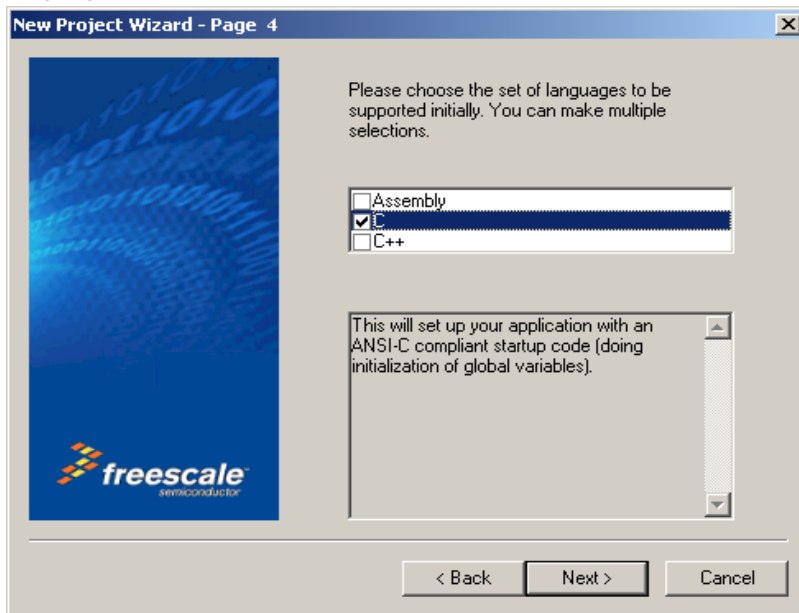 New Project Wizard - Page 4
Please choose the set of languages to be
supported initially. You can make multiple
selections.
Assembly
C
C++
This will set up your application with an
ANSI-C compliant startup code (doing
initialization of global variables).
freescale
semiconductor
< Back
Next >
Cancel